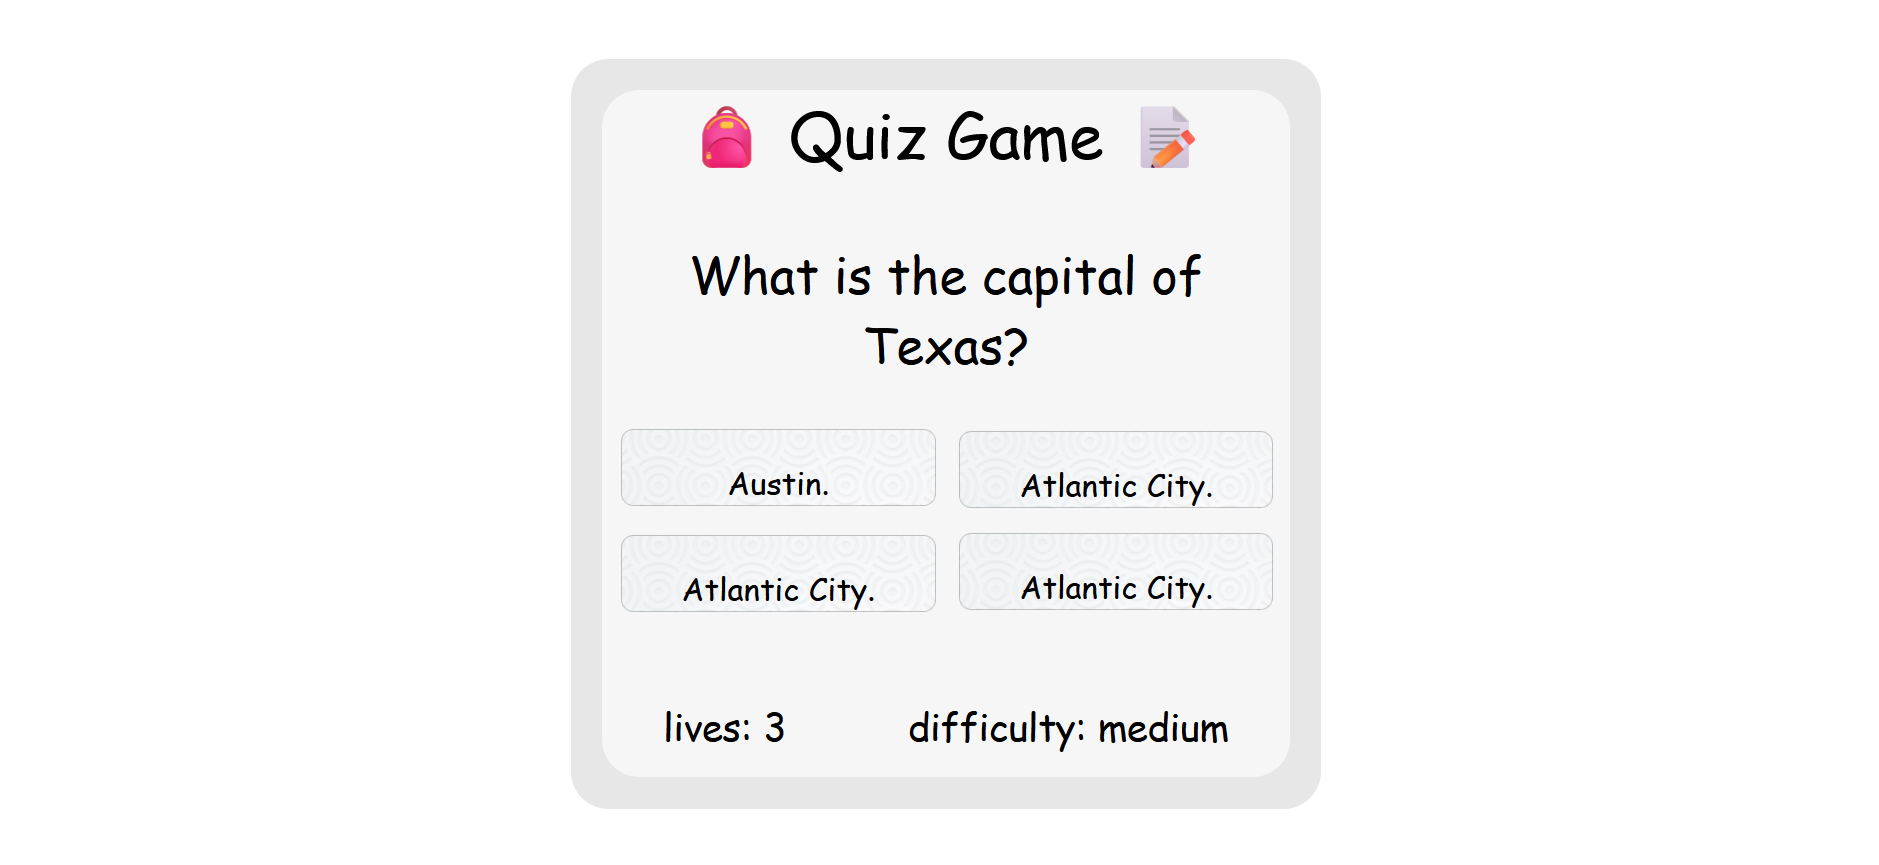 Quiz Game
What is the capital of
Texas?
Austin.
Atlantic City.
Atlantic City.
Atlantic City.
lives: 3
difficulty: medium